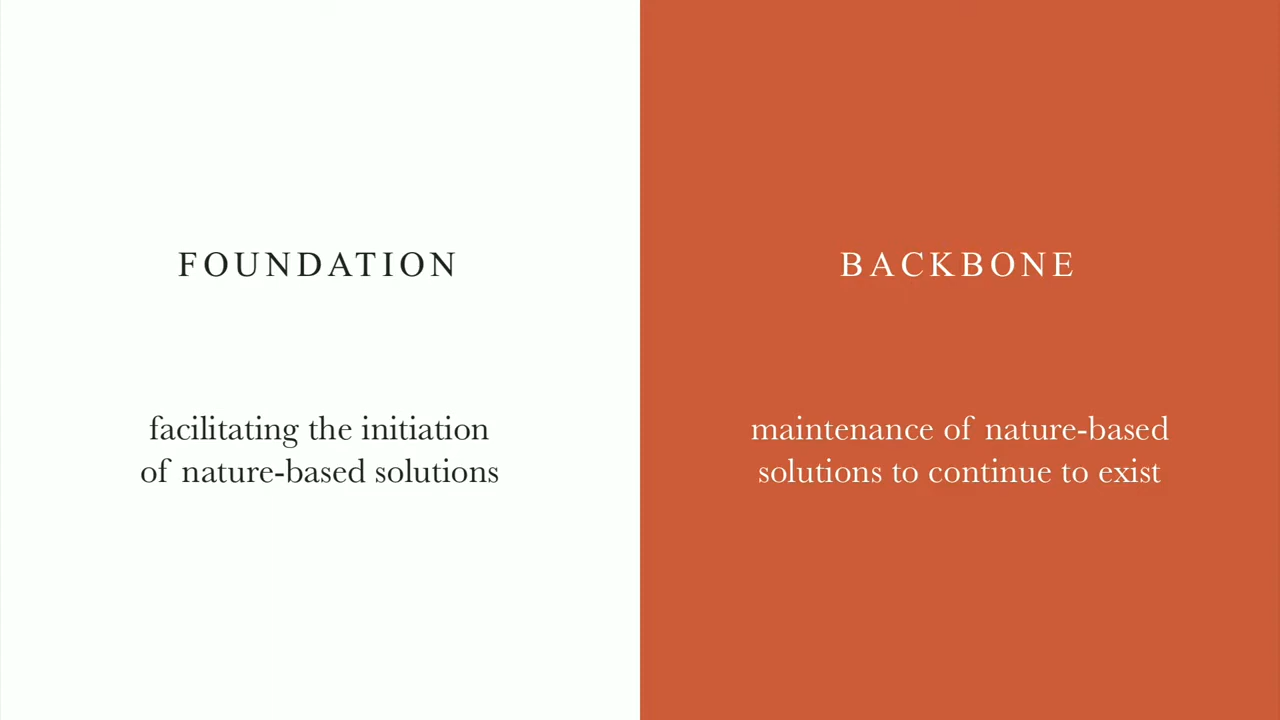 FOUNDATION
facilitating the initiation
of nature-based solutions
BACKBONE
maintenance of nature-based
solutions to continue to exist